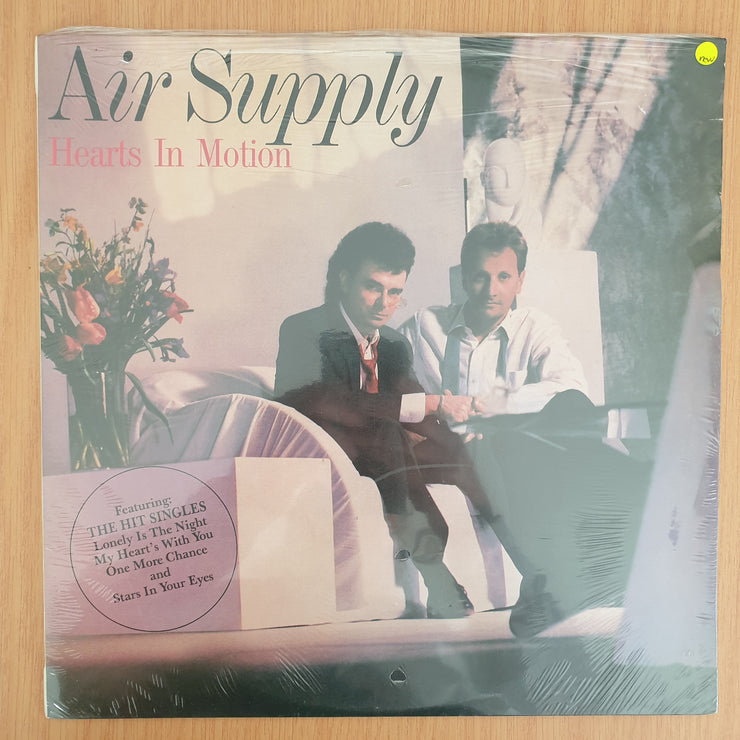 Air Supply
Hearts In Motion
new
Featuring:
THE HIT SINGLES
Lonely Is The Night
My Heart's With You
One More Chance
and
Stars In Your Eyes